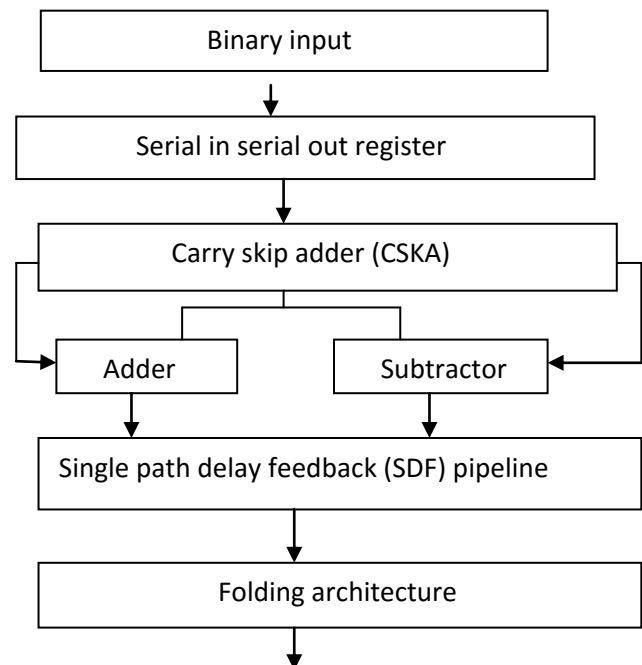 Binary input
Serial in serial out register
Carry skip adder (CSKA)
Adder
Subtractor
Single path delay feedback (SDF) pipeline
Folding architecture